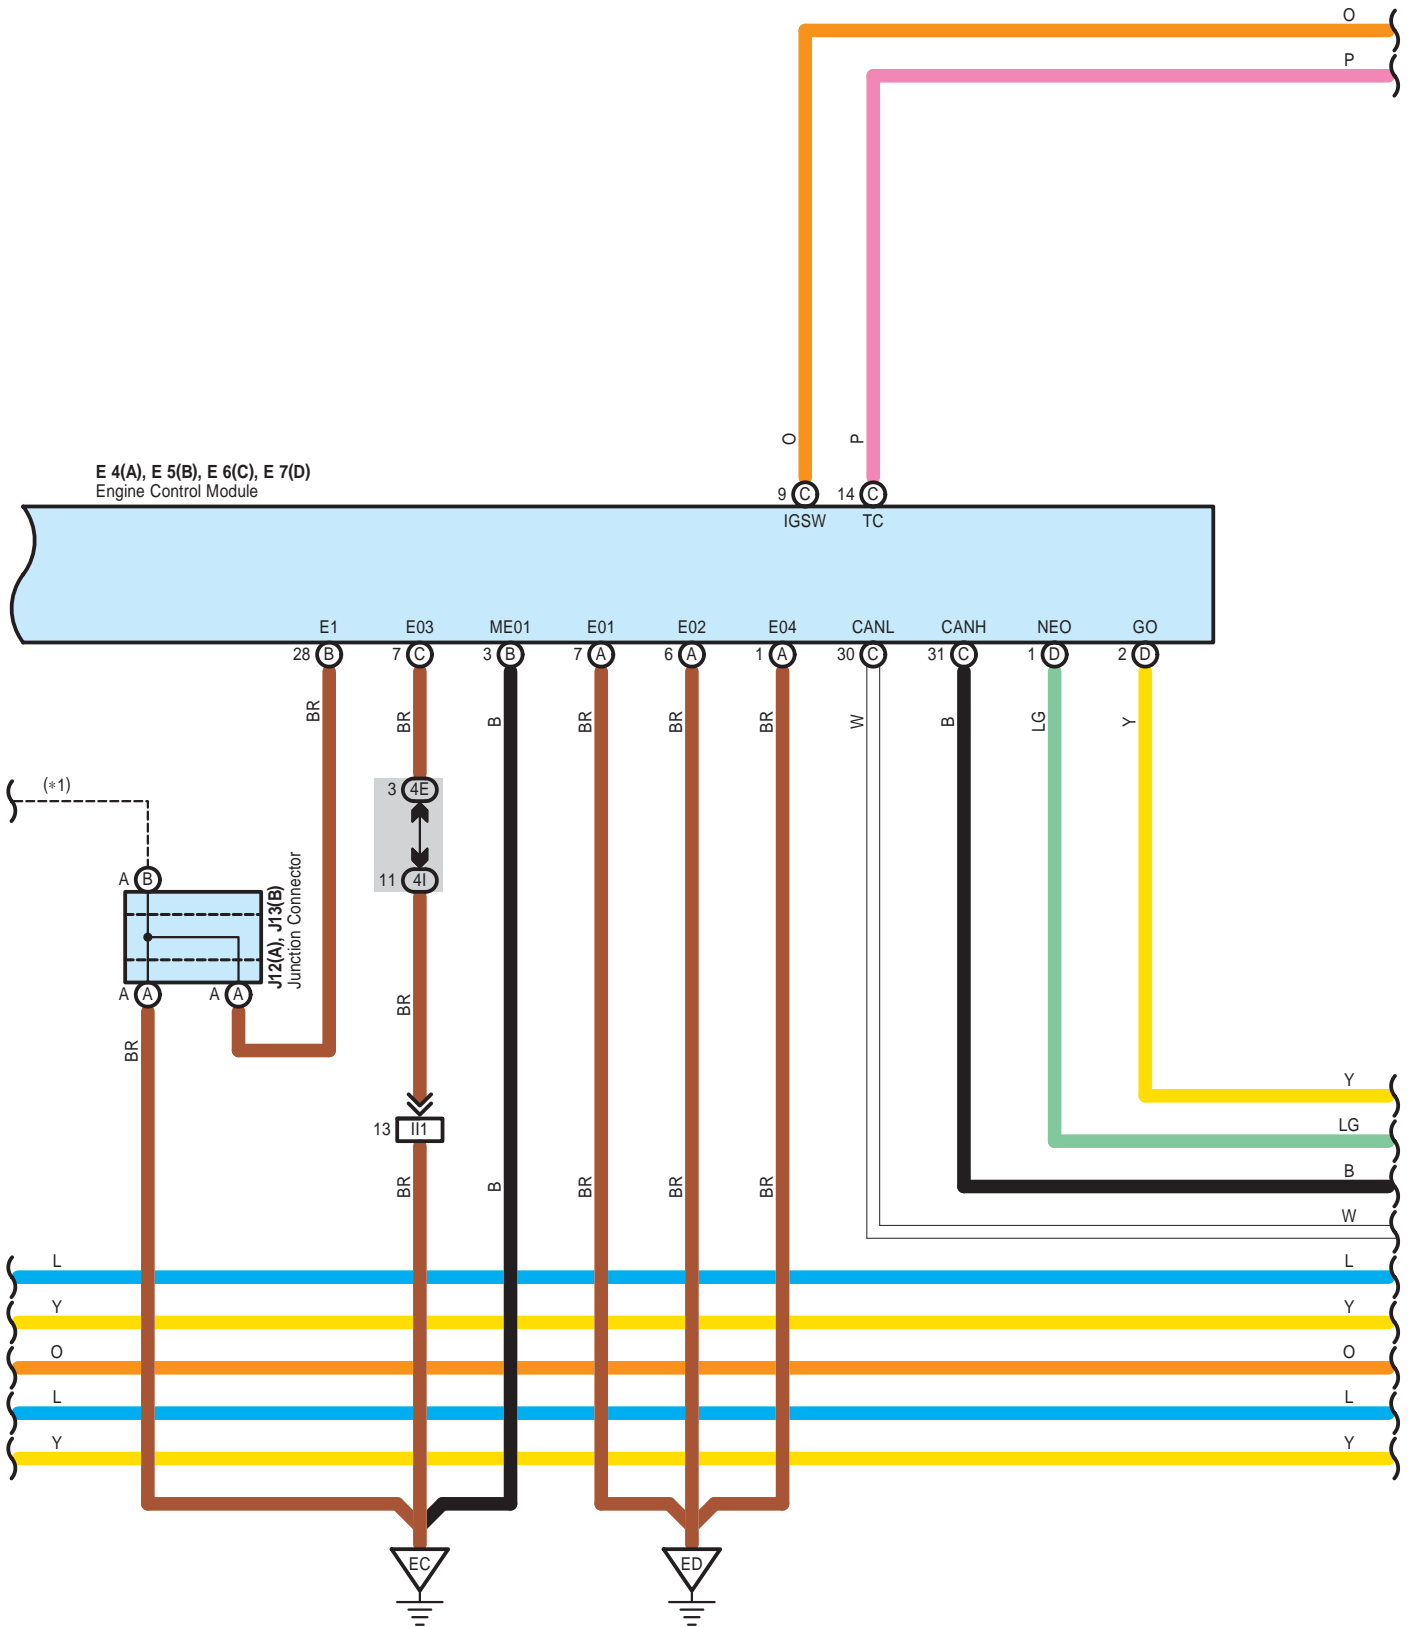 O
P
O
P
E 4(A), E 5(B), E 6(C), E 7(D)
Engine Control Module
9 C
14 C
IGSW
TC
E1
E03
ME01
E01
E02
E04
CANL
CANH
NEO
GO
28 B
7 C
3 B
7 A
6 A
1 A
30 C
31 C
1 D
2 D
BR
BR
B
BR
BR
BR
W
B
LG
Y
(*1)
3 4E
A B
11 4I
J12(A), J13(B)
Junction Connector
A A
A A
BR
BR
Y
LG
13 II1
B
BR
B
BR
BR
BR
W
L
L
Y
Y
O
O
L
L
Y
Y
EC
ED